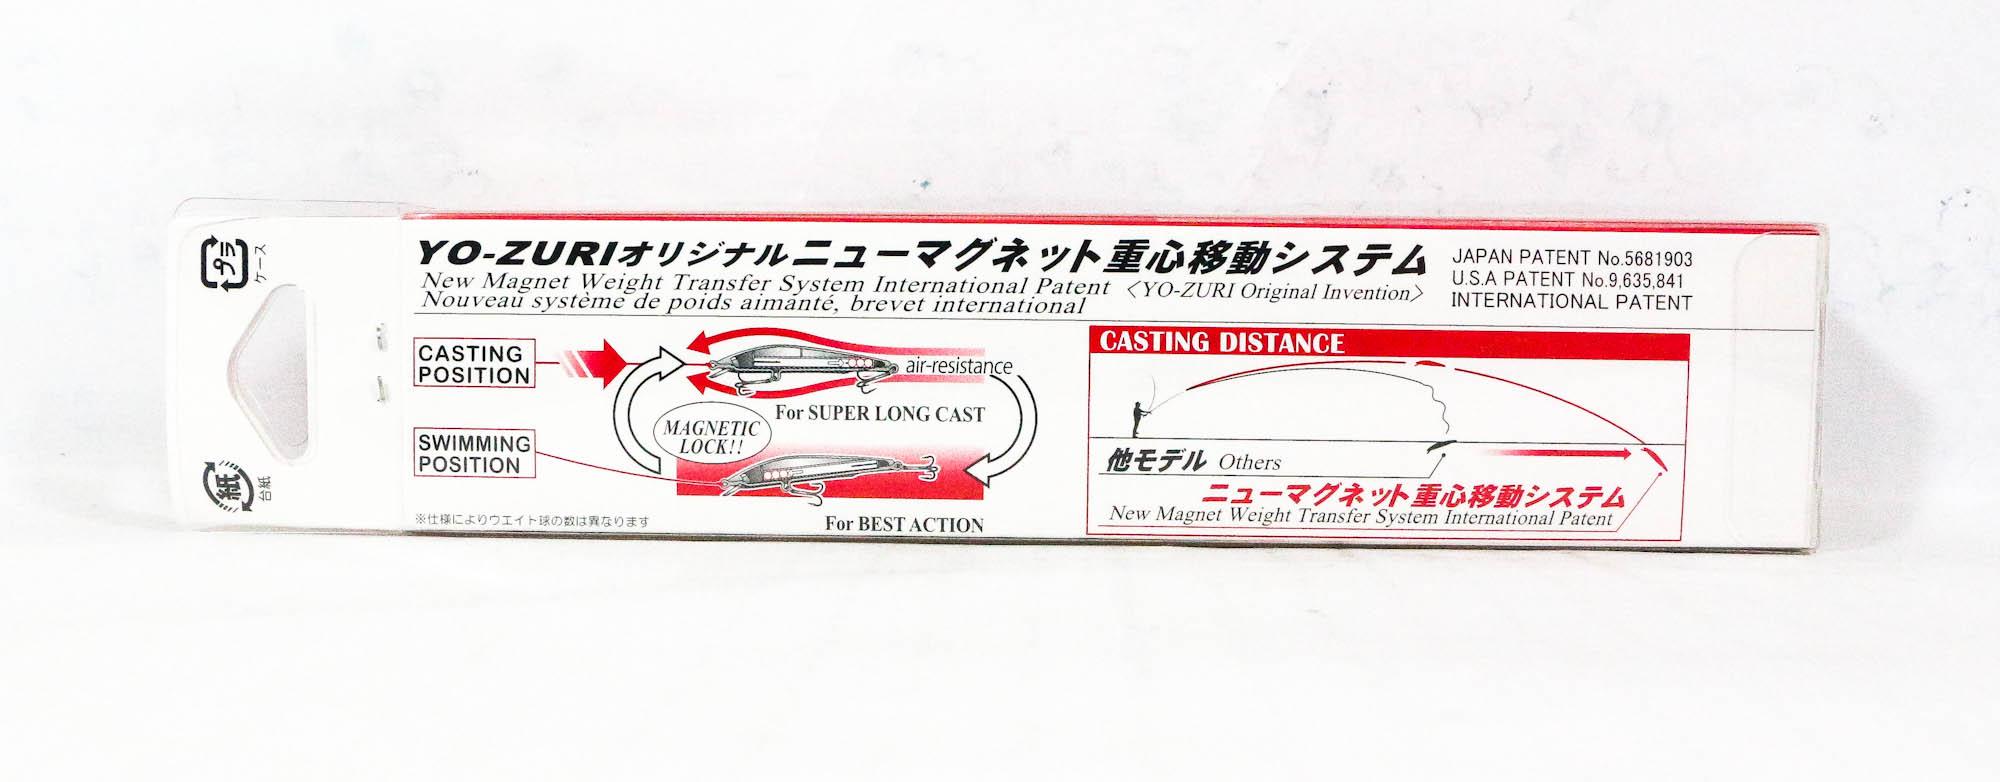 プラ
ケース
紙
台紙
YO-ZURIオリジナルニューマグネット重心移動システム
New Magnet Weight Transfer System International Patent 〈YO-ZURI Original Invention〉
Nouveau système de poids aimanté, brevet international
JAPAN PATENT No.5681903
U.S.A PATENT No.9,635,841
INTERNATIONAL PATENT
CASTING
POSITION
air-resistance
For SUPER LONG CAST
MAGNETIC
LOCK!!
SWIMMING
POSITION
For BEST ACTION
※仕様によりウエイト球の数は異なります
CASTING DISTANCE
他モデル Others
ニューマグネット重心移動システム
New Magnet Weight Transfer System International Patent